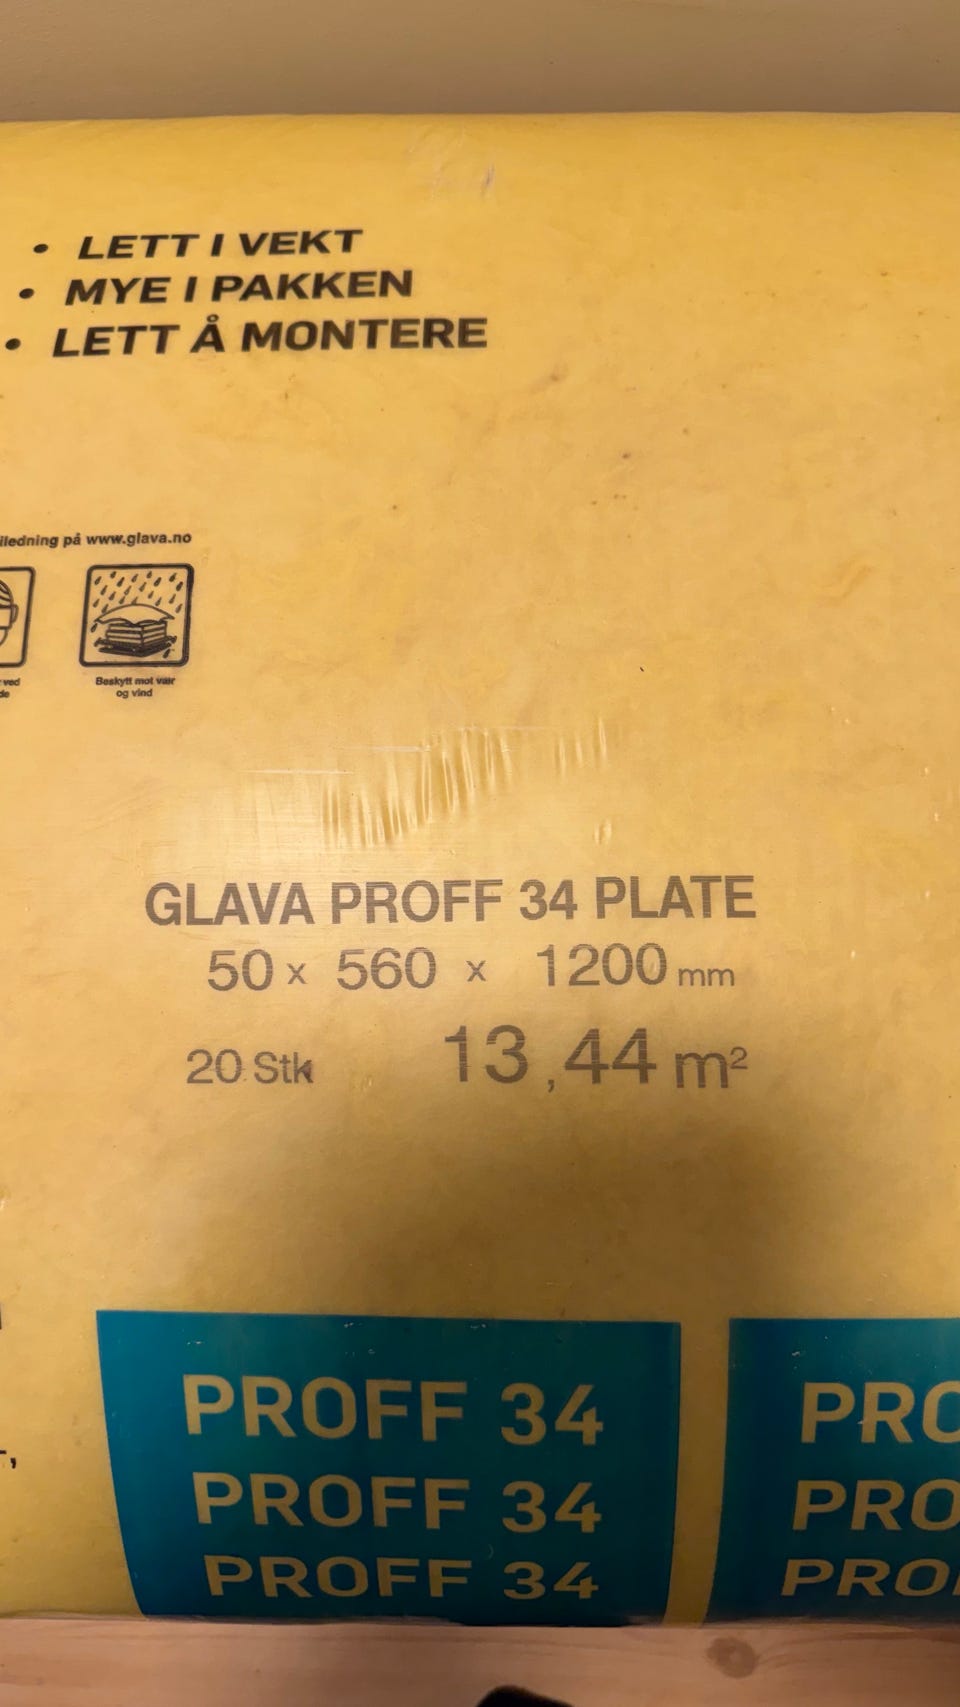 • LETT I VEKT
• MYE I PAKKEN
• LETT Å MONTERE
på www.glava.no
Beskytt mot vær
og vind
GLAVA PROFF 34 PLATE
50 x 560 x 1200 mm
20 Stk 13,44 m²
PROFF 34
PROFF 34
PROFF 34